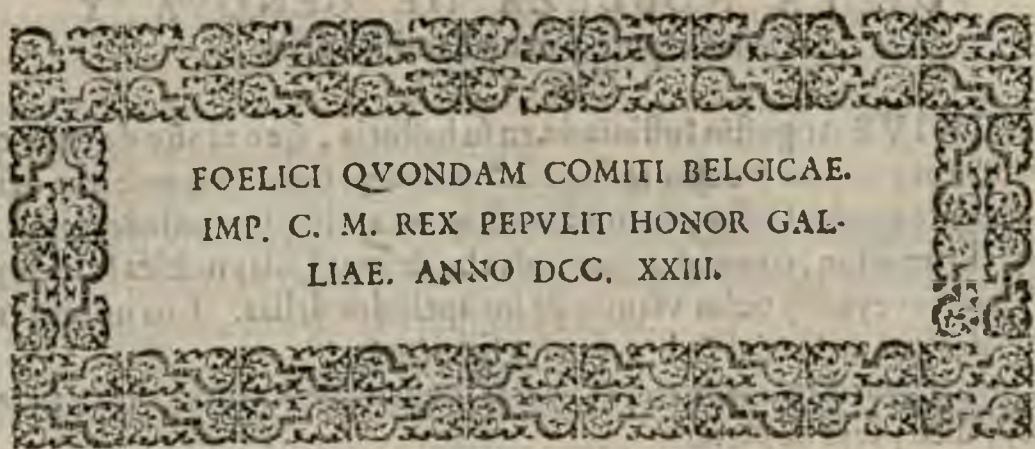 FOELICI QVONDAM COMITI BELGICAE.
IMP. C. M. REX PEPVLIT HONOR GAL-
LIAE. ANNO DCC. XXIII.